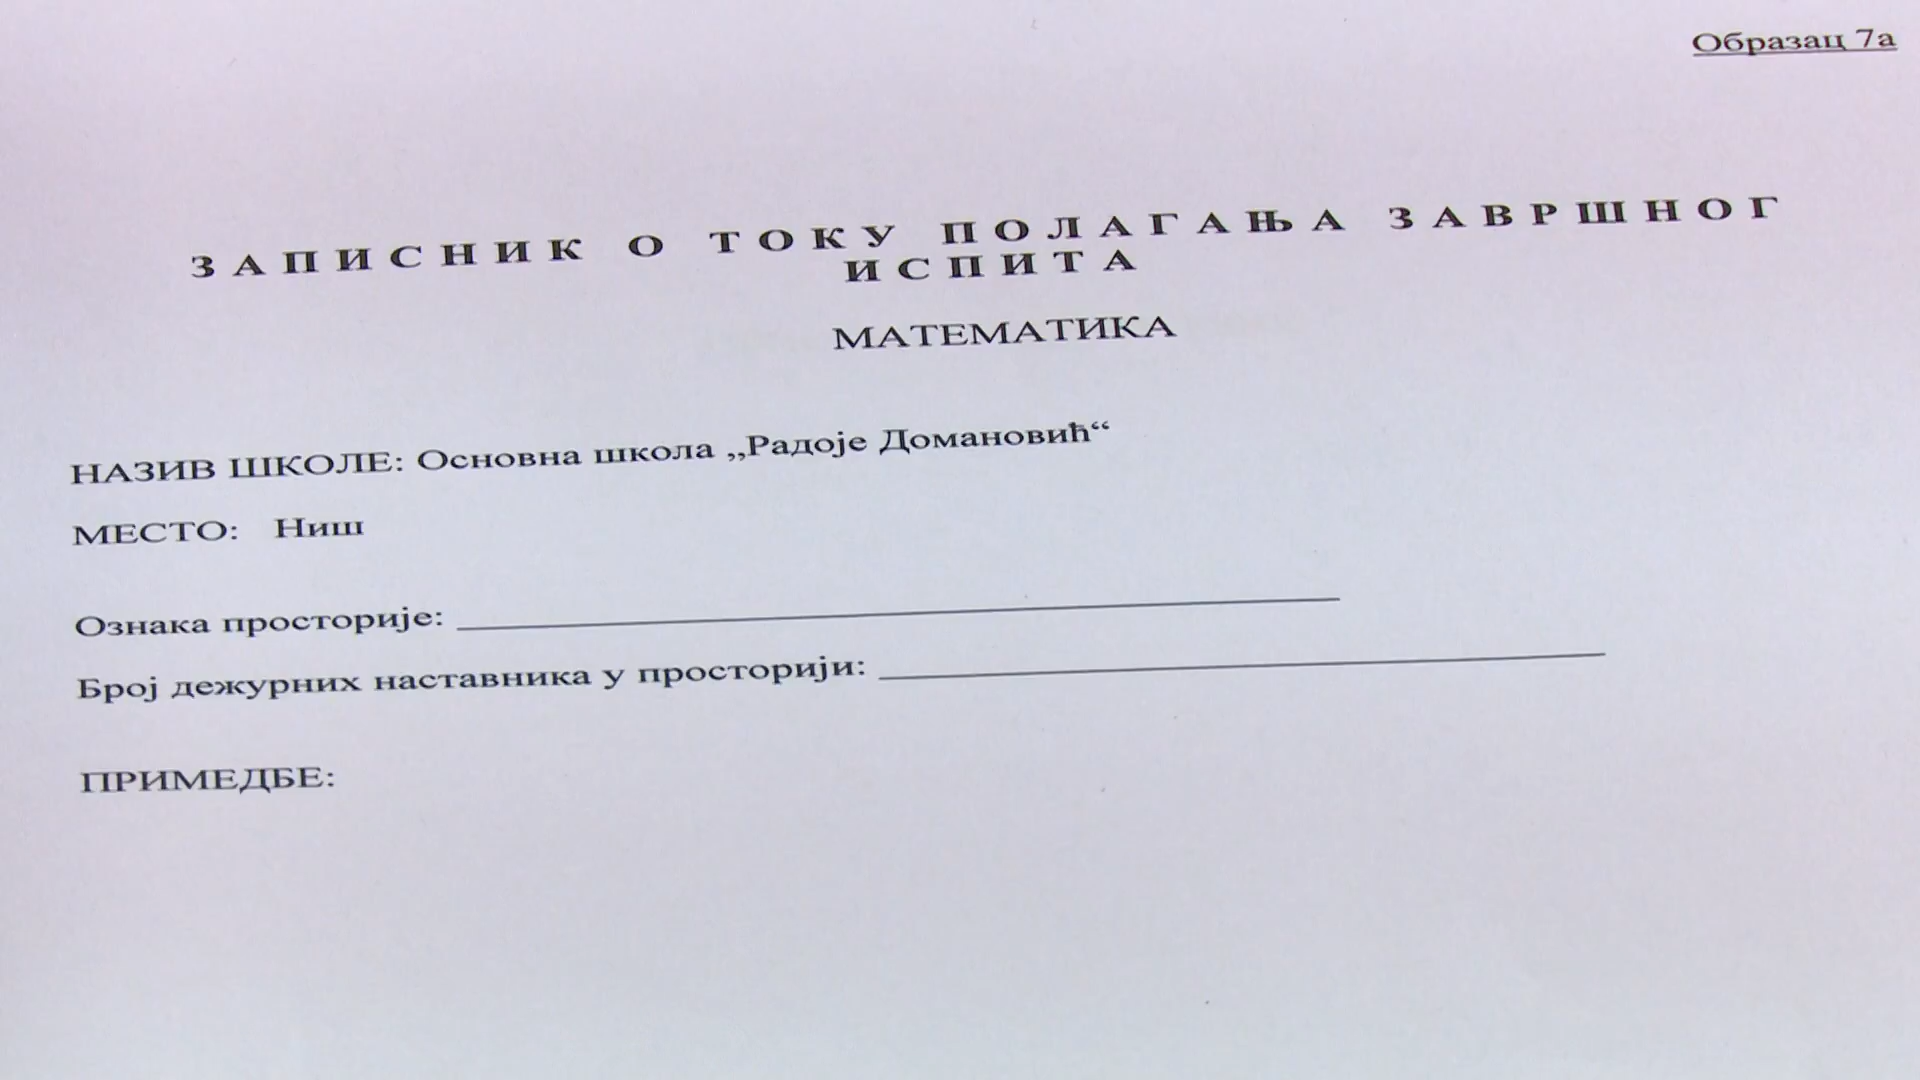 Образац 7а
ЗАПИСНИК О ТОКУ ПОЛАГАЊА ЗАВРШНОГ
ИСПИТА
МАТЕМАТИКА
НАЗИВ ШКОЛЕ: Основна школа „Радоје Домановић“
МЕСТО: Ниш
Ознака просторије:
Број дежурних наставника у просторији:
ПРИМЕДБЕ: